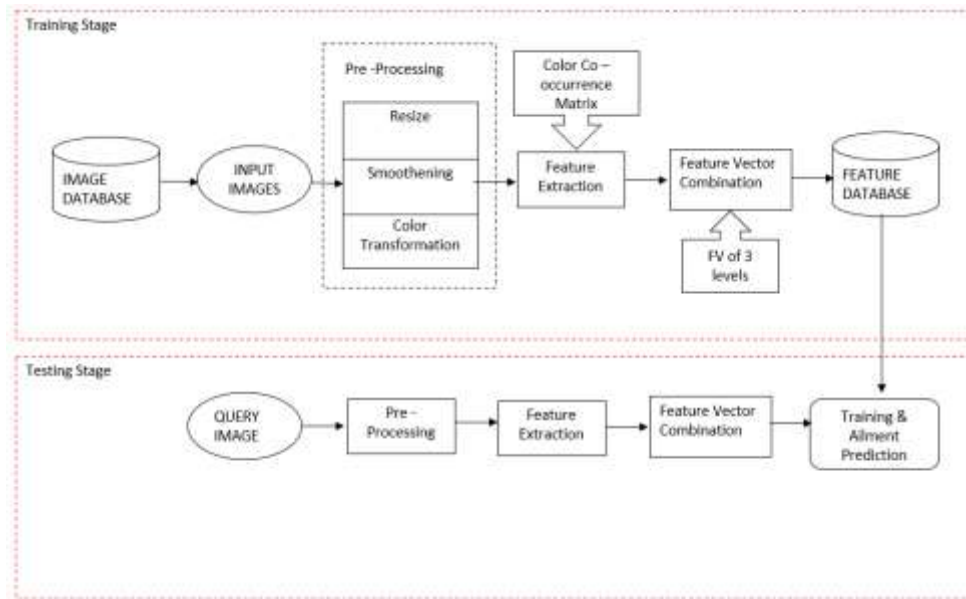 Training Stage
Pre -Processing
Resize
Smoothening
Color
Transformation
IMAGE
DATABASE
INPUT
IMAGES
Color Co –
occurrence
Matrix
Feature
Extraction
Feature Vector
Combination
FV of 3
levels
FEATURE
DATABASE
Testing Stage
QUERY
IMAGE
Pre -
Processing
Feature
Extraction
Feature Vector
Combination
Training &
Ailment
Prediction